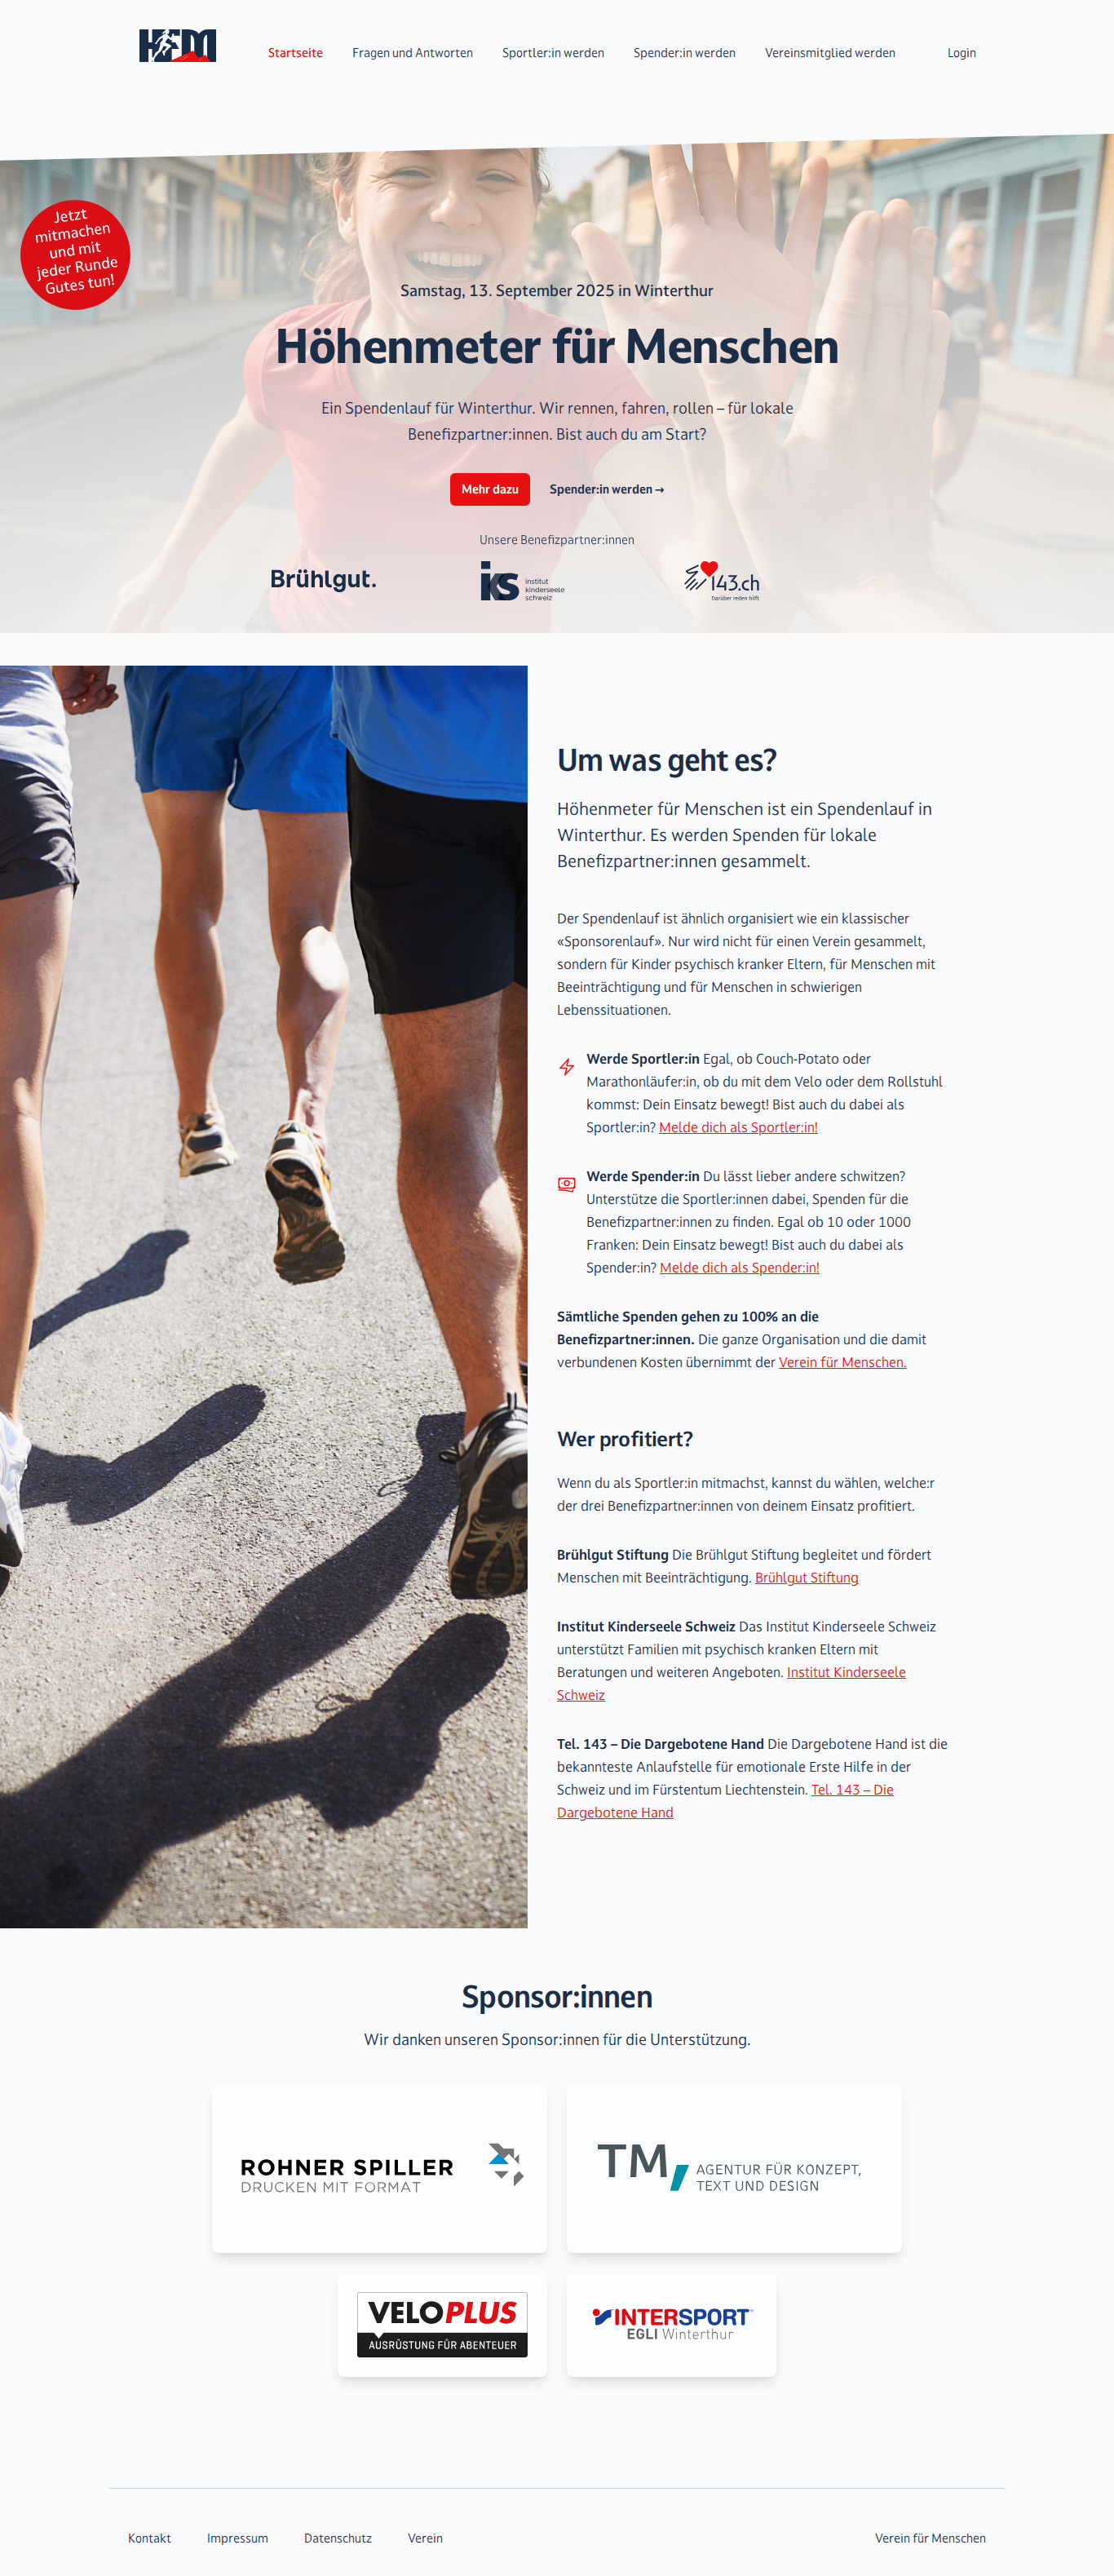 HFM
Startseite
Fragen und Antworten
Sportler:in werden
Spender:in werden
Vereinsmitglied werden
Login
Jetzt
mitmachen
und mit
jeder Runde
Gutes tun!
Samstag, 13. September 2025 in Winterthur
Höhenmeter für Menschen
Ein Spendenlauf für Winterthur. Wir rennen, fahren, rollen – für lokale
Benefizpartner:innen. Bist auch du am Start?
Mehr dazu
Spender:in werden →
Unsere Benefizpartner:innen
Brühlgut.
iks institut
kinderseele
schweiz
143.ch
Darüber reden hilft
Um was geht es?
Höhenmeter für Menschen ist ein Spendenlauf in
Winterthur. Es werden Spenden für lokale
Benefizpartner:innen gesammelt.
Der Spendenlauf ist ähnlich organisiert wie ein klassischer
«Sponsorenlauf». Nur wird nicht für einen Verein gesammelt,
sondern für Kinder psychisch kranker Eltern, für Menschen mit
Beeinträchtigung und für Menschen in schwierigen
Lebenssituationen.
Werde Sportler:in Egal, ob Couch-Potato oder
Marathonläufer:in, ob du mit dem Velo oder dem Rollstuhl
kommst: Dein Einsatz bewegt! Bist auch du dabei als
Sportler:in? Melde dich als Sportler:in!
Werde Spender:in Du lässt lieber andere schwitzen?
Unterstütze die Sportler:innen dabei, Spenden für die
Benefizpartner:innen zu finden. Egal ob 10 oder 1000
Franken: Dein Einsatz bewegt! Bist auch du dabei als
Spender:in? Melde dich als Spender:in!
Sämtliche Spenden gehen zu 100% an die
Benefizpartner:innen. Die ganze Organisation und die damit
verbundenen Kosten übernimmt der Verein für Menschen.
Wer profitiert?
Wenn du als Sportler:in mitmachst, kannst du wählen, welche:r
der drei Benefizpartner:innen von deinem Einsatz profitiert.
Brühlgut Stiftung Die Brühlgut Stiftung begleitet und fördert
Menschen mit Beeinträchtigung. Brühlgut Stiftung
Institut Kinderseele Schweiz Das Institut Kinderseele Schweiz
unterstützt Familien mit psychisch kranken Eltern mit
Beratungen und weiteren Angeboten. Institut Kinderseele
Schweiz
Tel. 143 – Die Dargebotene Hand Die Dargebotene Hand ist die
bekannteste Anlaufstelle für emotionale Erste Hilfe in der
Schweiz und im Fürstentum Liechtenstein. Tel. 143 – Die
Dargebotene Hand
Sponsor:innen
Wir danken unseren Sponsor:innen für die Unterstützung.
ROHNER SPILLER
DRUCKEN MIT FORMAT
TM
AGENTUR FÜR KONZEPT,
TEXT UND DESIGN
VELOPLUS
AUSRÜSTUNG FÜR ABENTEUER
INTERSPORT
EGLI Winterthur
Kontakt
Impressum
Datenschutz
Verein
Verein für Menschen